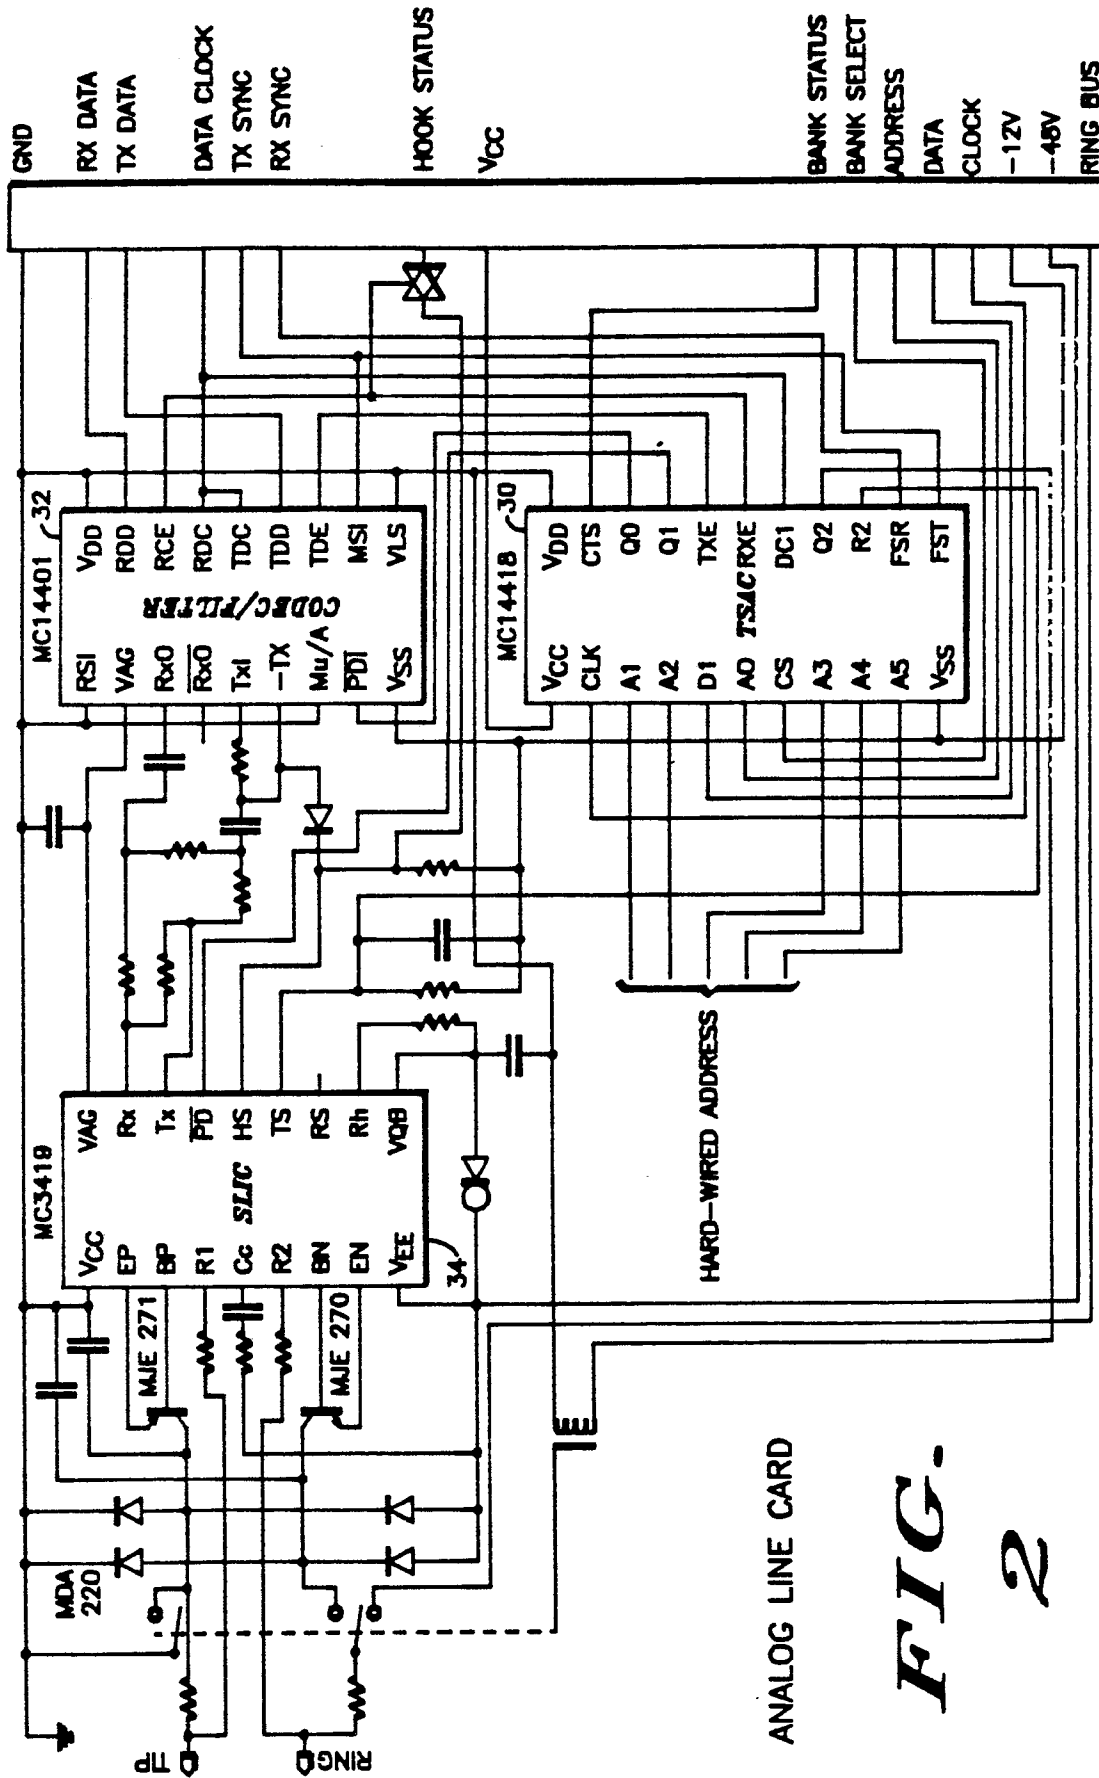 GND
RX DATA
TX DATA
DATA CLOCK
TX SYNC
RX SYNC
HOOK STATUS
VCC
BANK STATUS
BANK SELECT
ADDRESS
DATA
CLOCK
-12V
-48V
RING BUS
MC14401
32
RSI
VAG
RxO
RxO
TxI
-TX
Mu/A
PDI
VSS
CODEC/FILTER
VDD
RDD
RCE
RDC
TDC
TDD
TDE
MSI
VLS
MC14418
30
VCC
CLK
A1
A2
D1
A0
CS
A3
A4
A5
VSS
TSAC
VDD
CTS
Q0
Q1
TXE
RXE
DC1
Q2
R2
FSR
FST
MC3419
34
VCC
EP
BP
R1
Cc
R2
BN
EN
VEE
SLIC
VAG
Rx
Tx
PD
HS
TS
RS
Rh
VQB
MJE 271
MJE 270
MDA
220
TIP
RING
HARD-WIRED ADDRESS
ANALOG LINE CARD
FIG.
2